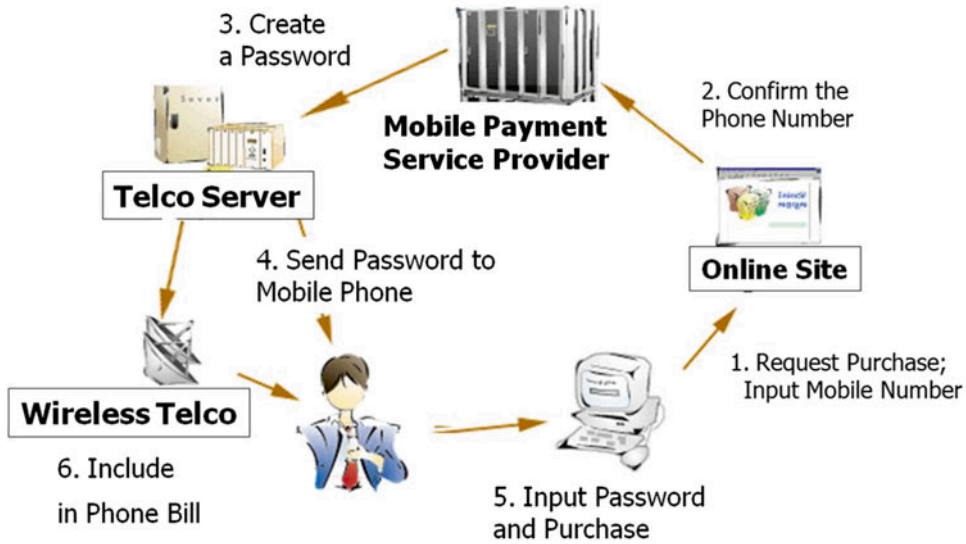 3. Create
a Password
Mobile Payment
Service Provider
2. Confirm the
Phone Number
Server
Telco Server
Online Site
4. Send Password to
Mobile Phone
1. Request Purchase;
Input Mobile Number
Wireless Telco
6. Include
in Phone Bill
5. Input Password
and Purchase